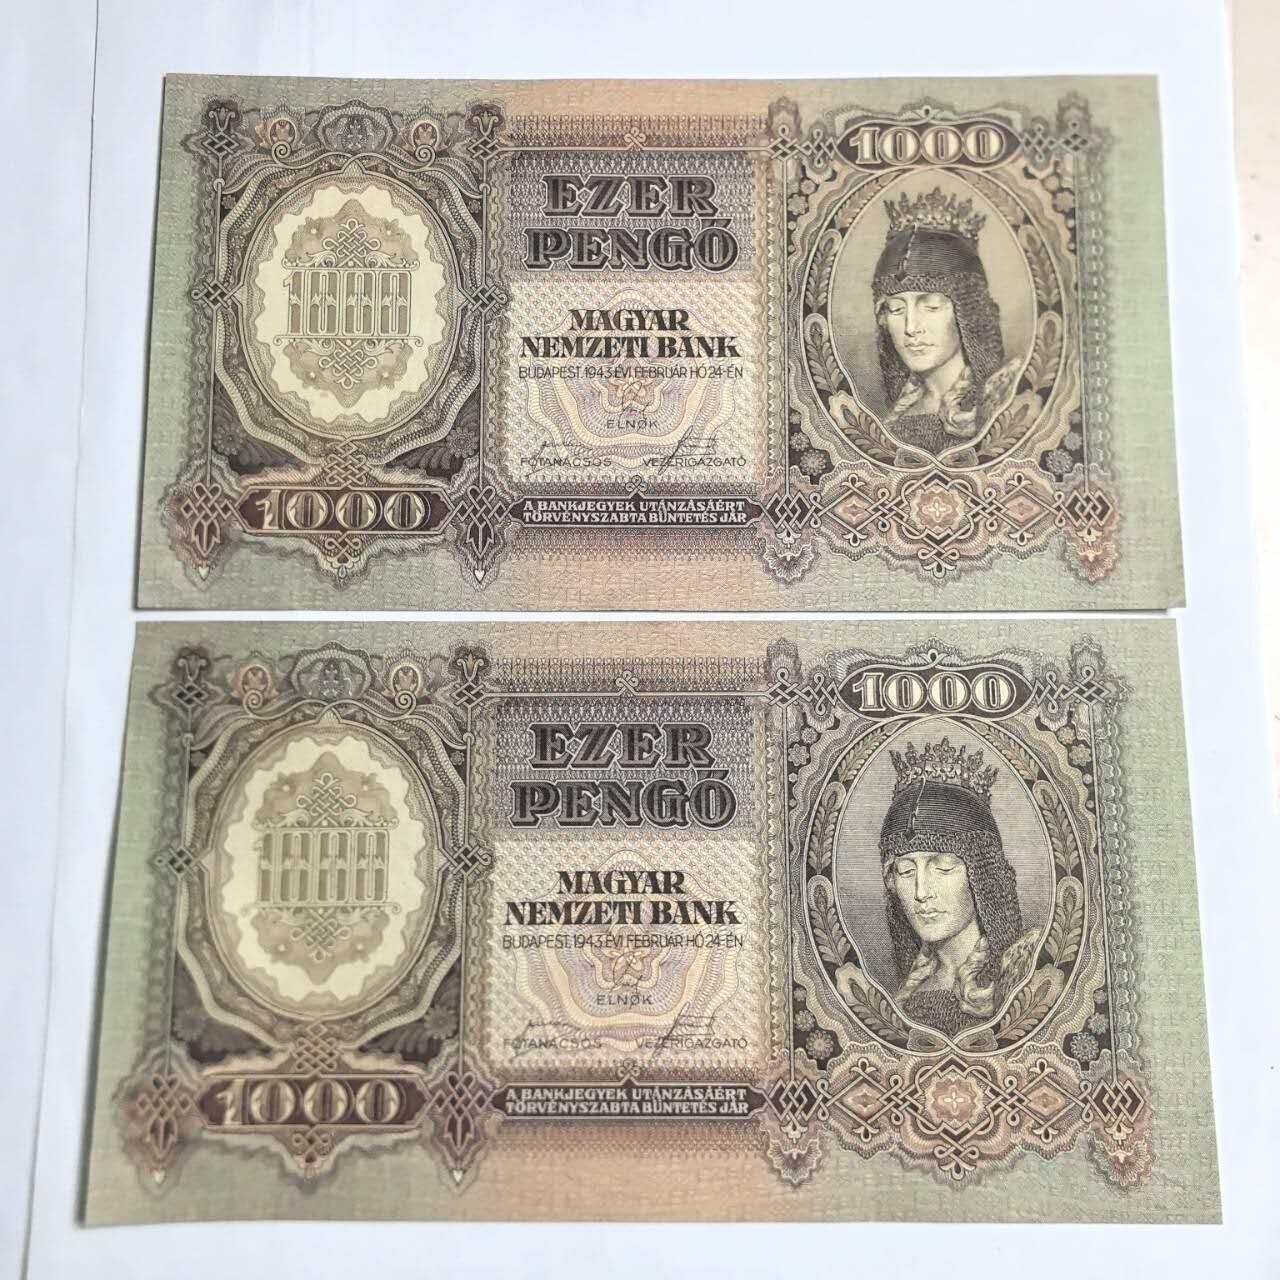 1000
EZER
PENGŐ
1000
MAGYAR
NEMZETI BANK
BUDAPEST, 1943. ÉVI FEBRUÁR HÓ 24-ÉN
ELNÖK
FŐTANÁCSOS VEZÉRIGAZGATÓ
1000
A BANKJEGYEK UTÁNZÁSÁÉRT
TÖRVÉNYSZABTA BÜNTETÉS JÁR
1000
EZER
PENGŐ
1000
MAGYAR
NEMZETI BANK
BUDAPEST, 1943. ÉVI FEBRUÁR HÓ 24-ÉN
ELNÖK
FŐTANÁCSOS VEZÉRIGAZGATÓ
1000
A BANKJEGYEK UTÁNZÁSÁÉRT
TÖRVÉNYSZABTA BÜNTETÉS JÁR